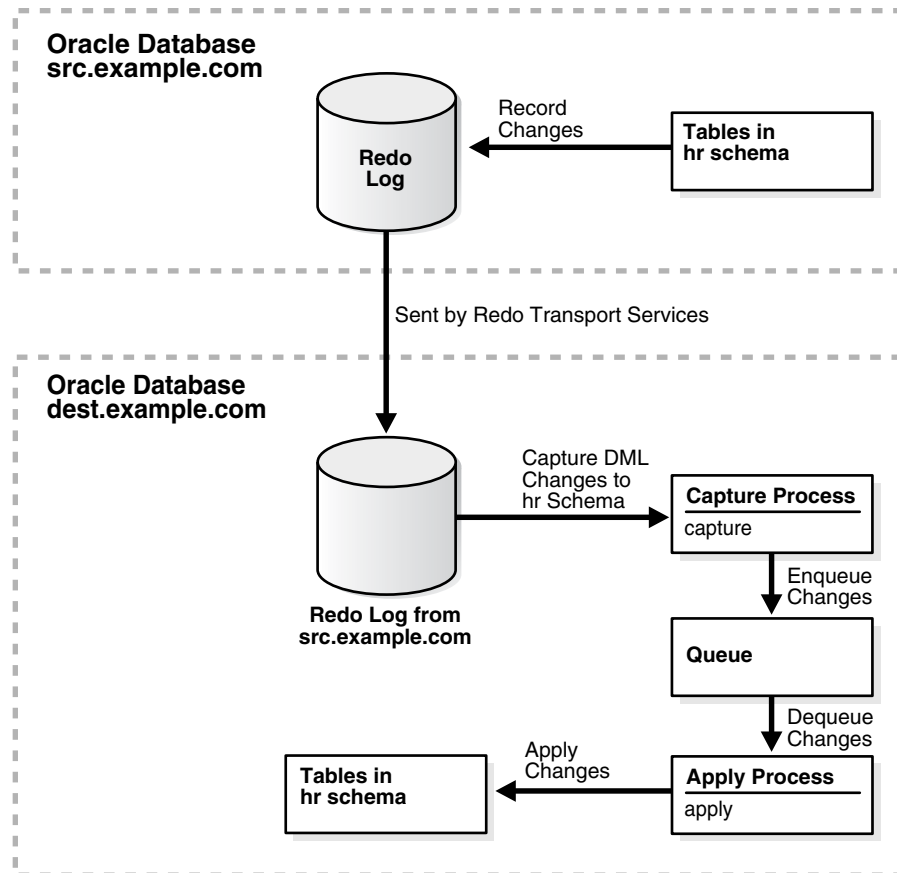 Oracle Database
src.example.com
Redo
Log
Record
Changes
Tables in
hr schema
Sent by Redo Transport Services
Oracle Database
dest.example.com
Redo Log from
src.example.com
Capture DML
Changes to
hr Schema
Capture Process
capture
Enqueue
Changes
Queue
Dequeue
Changes
Apply Process
apply
Apply
Changes
Tables in
hr schema